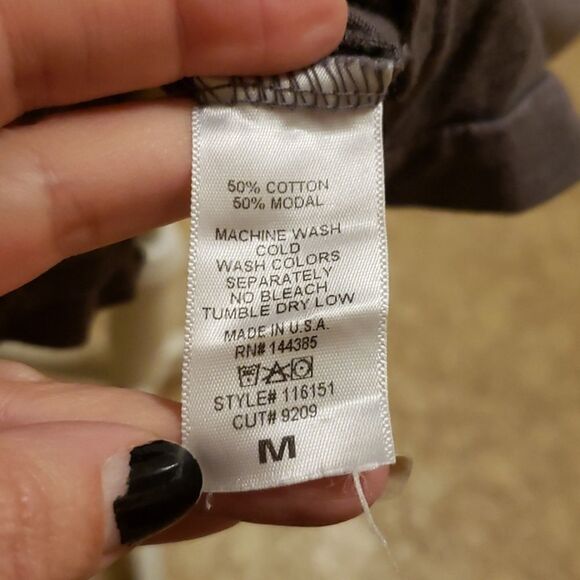 50% COTTON
50% MODAL
MACHINE WASH
COLD
WASH COLORS
SEPARATELY
NO BLEACH
TUMBLE DRY LOW
MADE IN U.S.A.
RN# 144385
STYLE# 116151
CUT# 9209
M